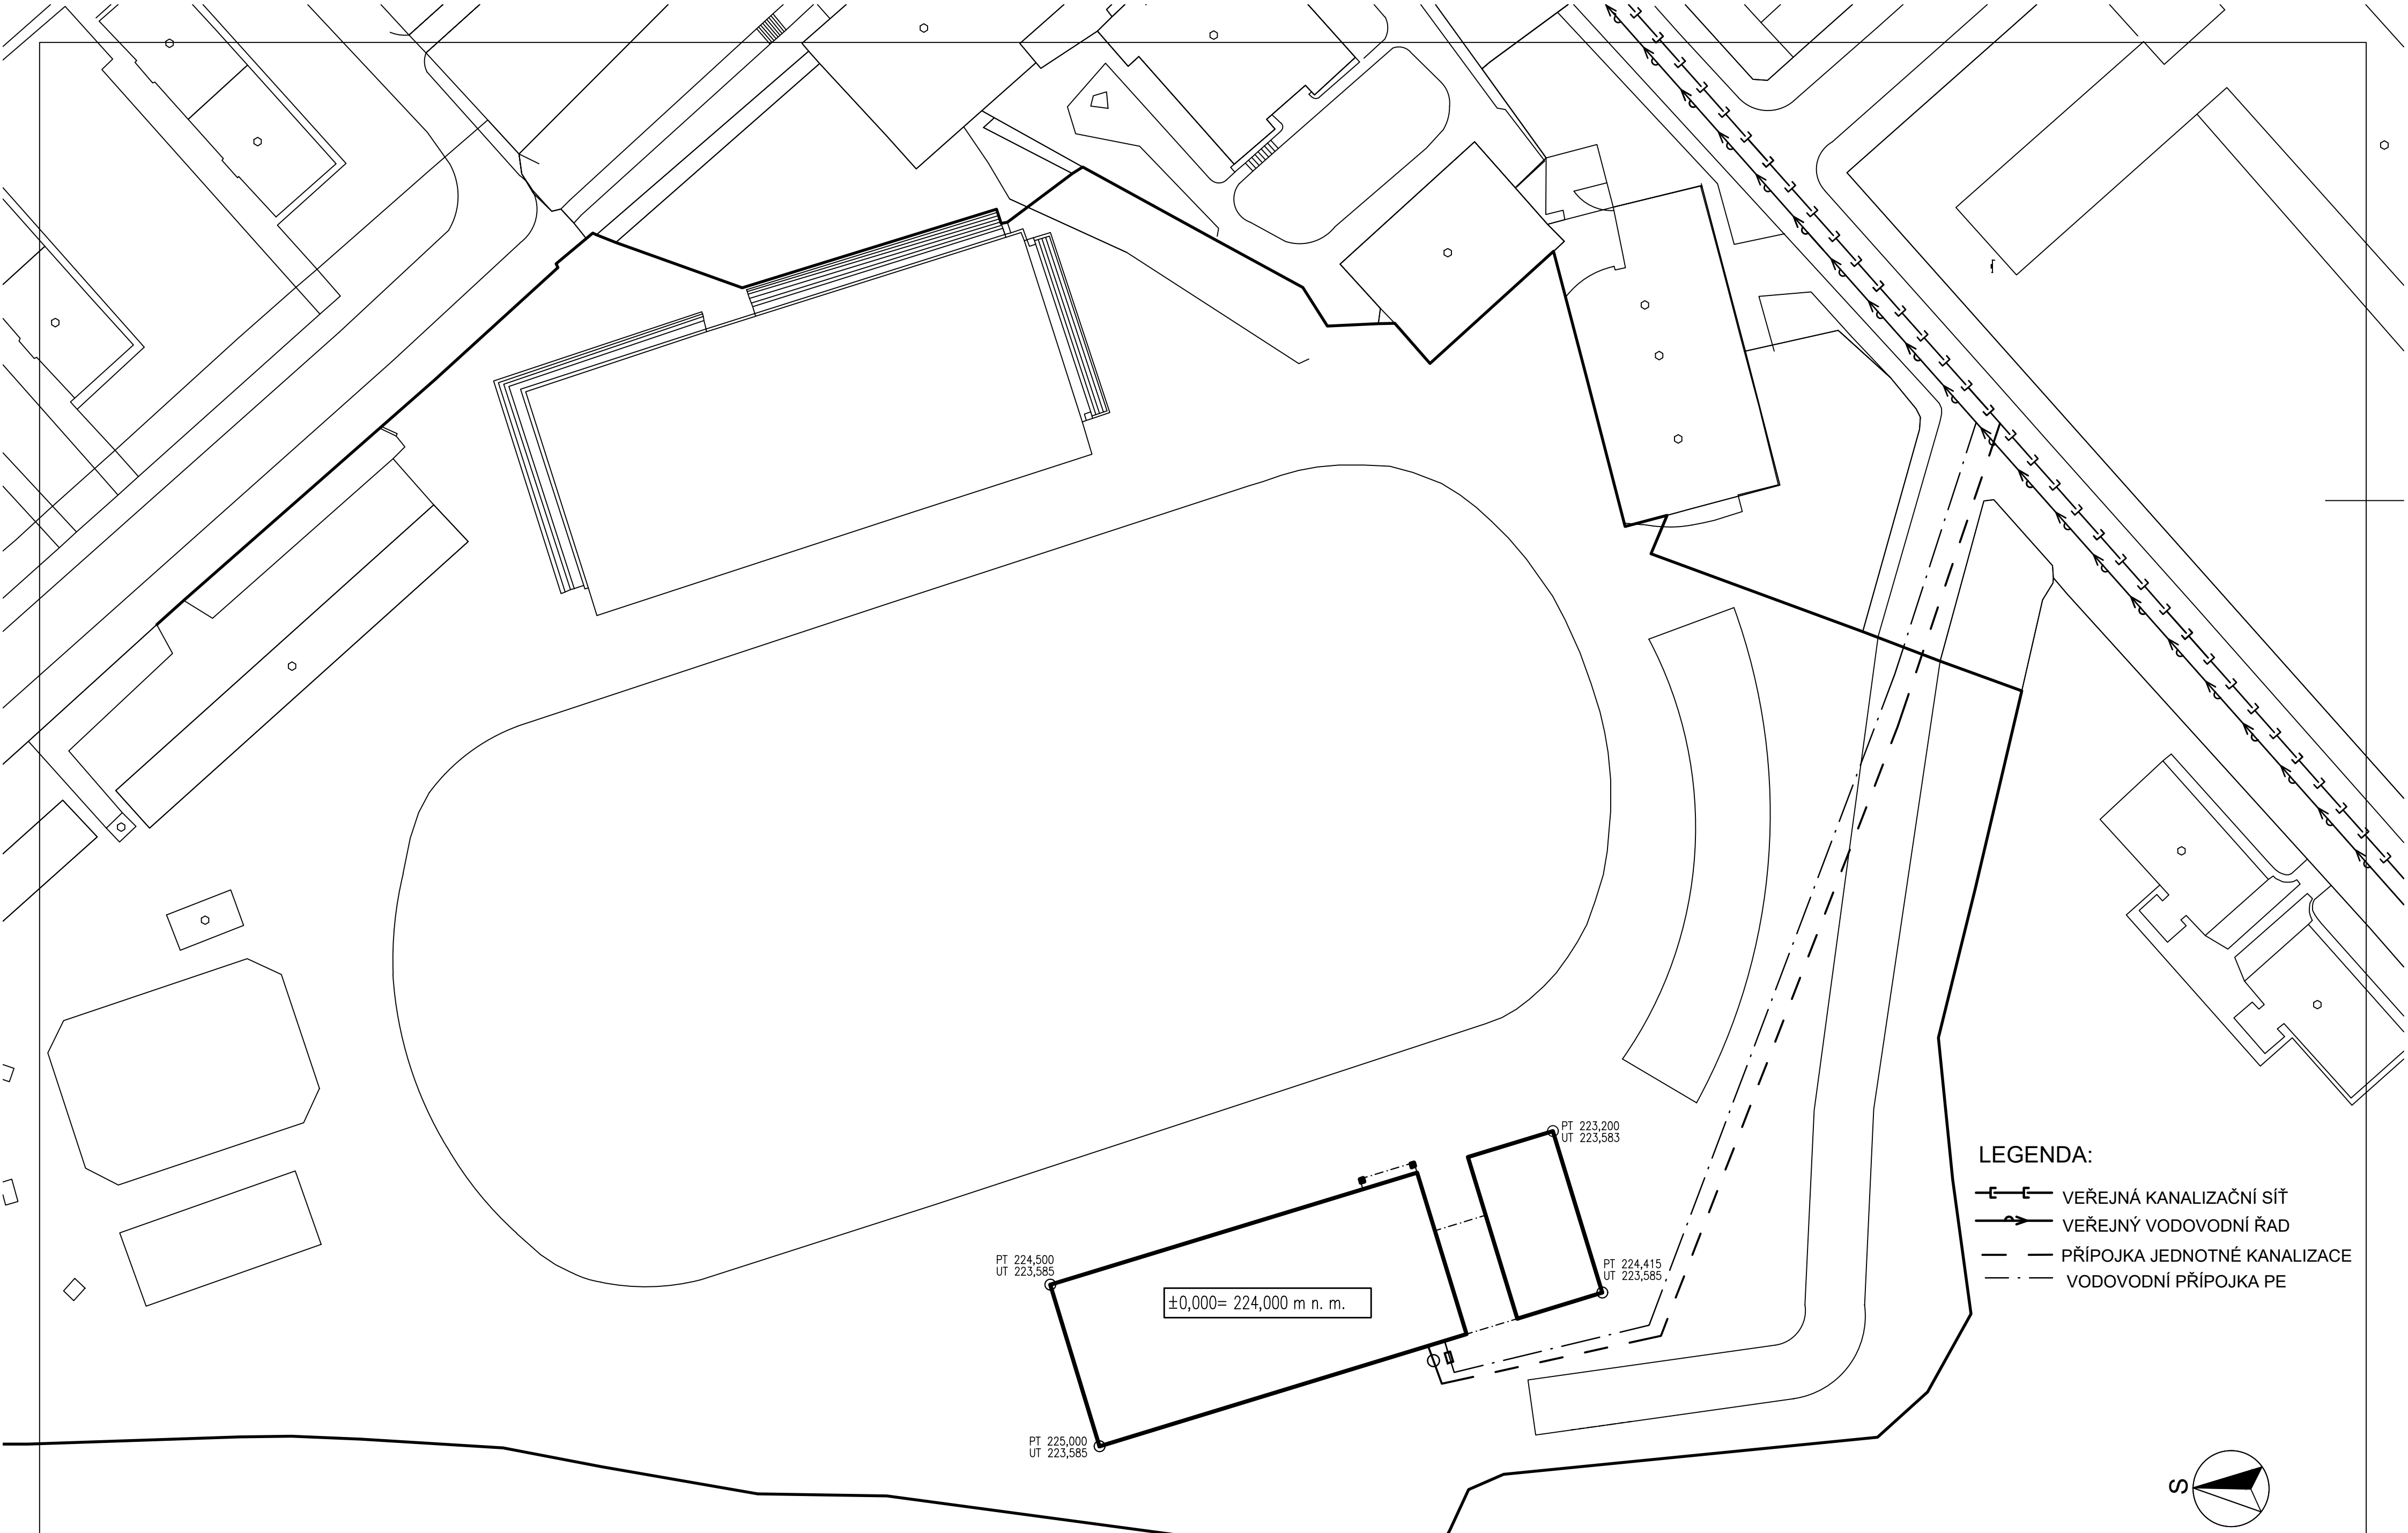 PT 223,200
UT 223,583
LEGENDA:
VEŘEJNÁ KANALIZAČNÍ SÍŤ
VEŘEJNÝ VODOVODNÍ ŘAD
PŘÍPOJKA JEDNOTNÉ KANALIZACE
VODOVODNÍ PŘÍPOJKA PE
PT 224,500
UT 223,585
PT 224,415
UT 223,585
±0,000= 224,000 m n. m.
PT 225,000
UT 223,585
S